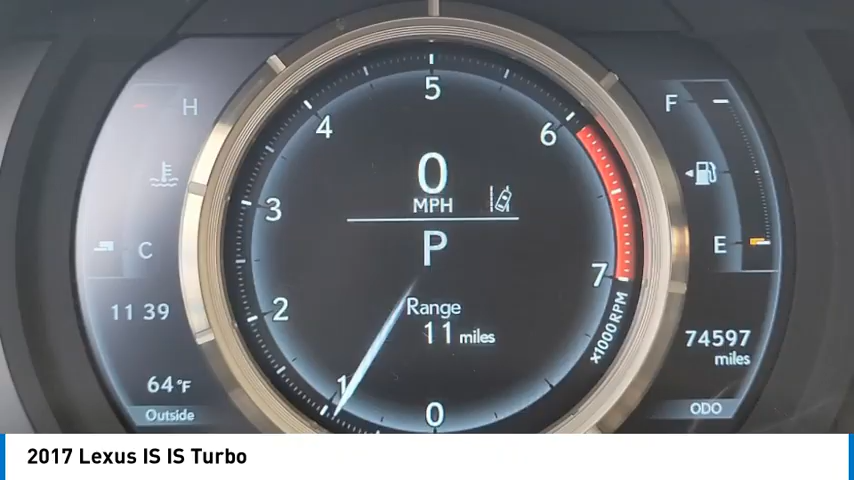 H
C
11 39
64°F
Outside
5
4
6
3
2
1
0
7
x1000RPM
0
MPH
P
Range
11 miles
F
E
74597
miles
ODO
2017 Lexus IS IS Turbo